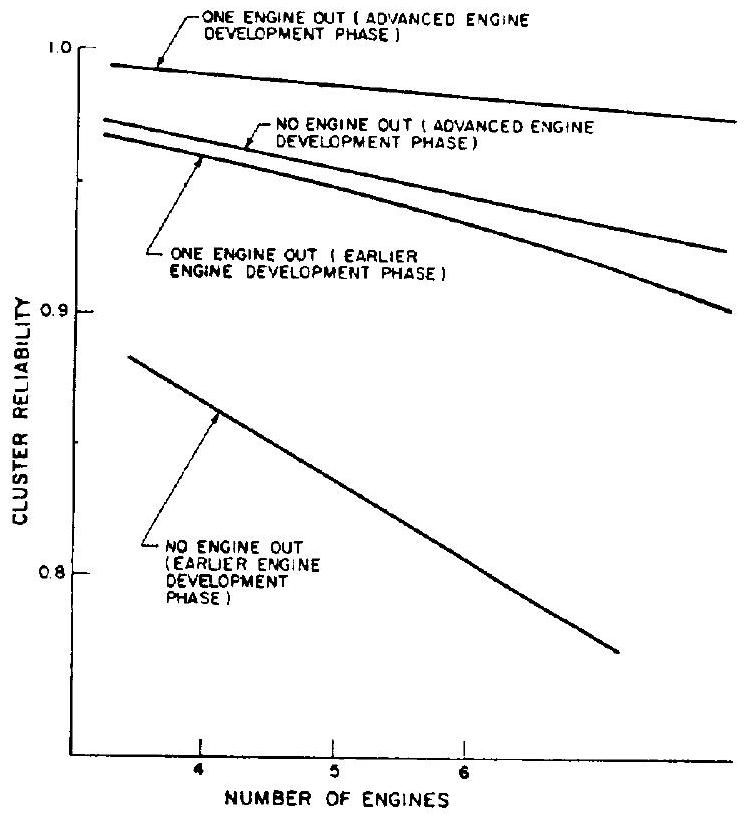 ONE ENGINE OUT ( ADVANCED ENGINE
DEVELOPMENT PHASE )
1.0
NO ENGINE OUT ( ADVANCED ENGINE
DEVELOPMENT PHASE )
ONE ENGINE OUT ( EARLIER
ENGINE DEVELOPMENT PHASE )
0.9
CLUSTER RELIABILITY
NO ENGINE OUT
(EARLIER ENGINE
DEVELOPMENT
PHASE )
0.8
4 5 6
NUMBER OF ENGINES